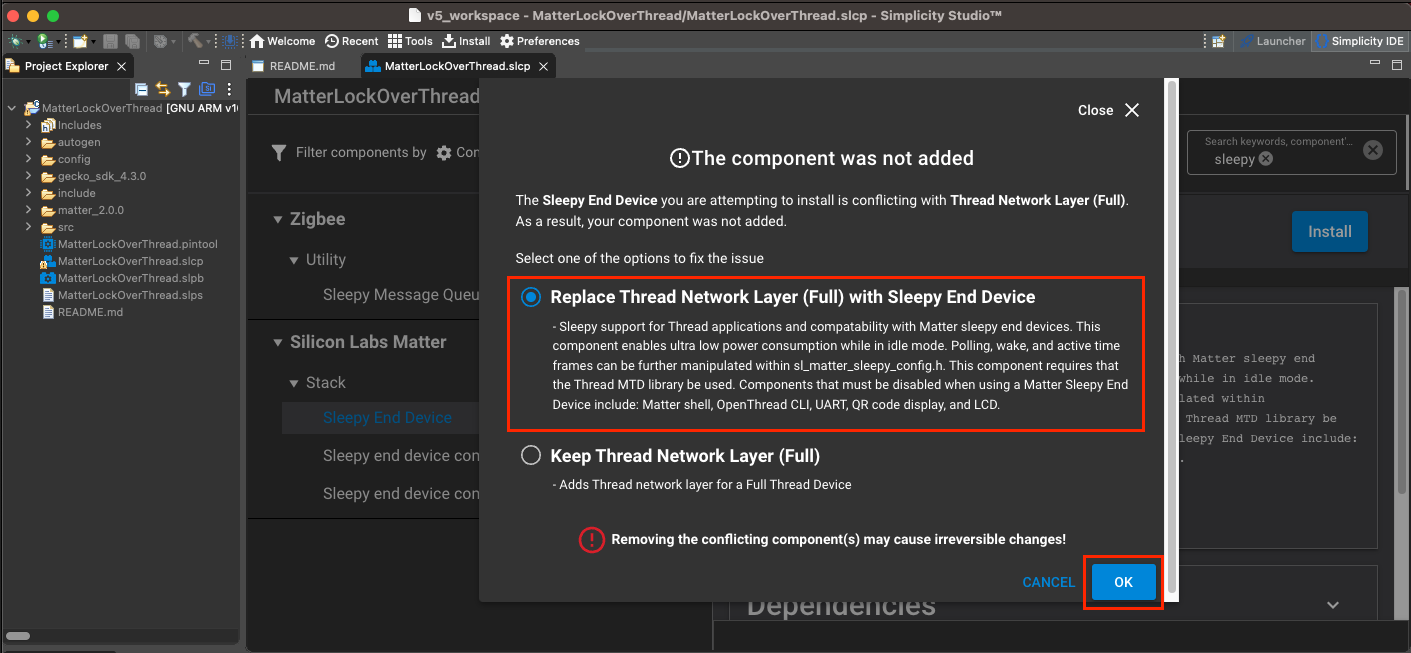 v5_workspace - MatterLockOverThread/MatterLockOverThread.slcp - Simplicity Studio™
Welcome Recent Tools Install Preferences Launcher Simplicity IDE
Project Explorer
README.md
MatterLockOverThread.slcp
MatterLockOverThread [GNU ARM v1
Includes
autogen
config
gecko_sdk_4.3.0
include
matter_2.0.0
src
MatterLockOverThread.pintool
MatterLockOverThread.slcp
MatterLockOverThread.slpb
MatterLockOverThread.slps
README.md
MatterLockOverThread
Filter components by Con
Zigbee
Utility
Sleepy Message Queu
Silicon Labs Matter
Stack
Sleepy End Device
Sleepy end device con
Sleepy end device con
Close
The component was not added
The Sleepy End Device you are attempting to install is conflicting with Thread Network Layer (Full).
As a result, your component was not added.
Select one of the options to fix the issue
Replace Thread Network Layer (Full) with Sleepy End Device
- Sleepy support for Thread applications and compatability with Matter sleepy end devices. This
component enables ultra low power consumption while in idle mode. Polling, wake, and active time
frames can be further manipulated within sl_matter_sleepy_config.h. This component requires that
the Thread MTD library be used. Components that must be disabled when using a Matter Sleepy End
Device include: Matter shell, OpenThread CLI, UART, QR code display, and LCD.
Keep Thread Network Layer (Full)
- Adds Thread network layer for a Full Thread Device
Removing the conflicting component(s) may cause irreversible changes!
CANCEL OK
Search keywords, component'...
sleepy
Install
h Matter sleepy end
while in idle mode.
lated within
Thread MTD library be
leepy End Device include:
.
Dependencies